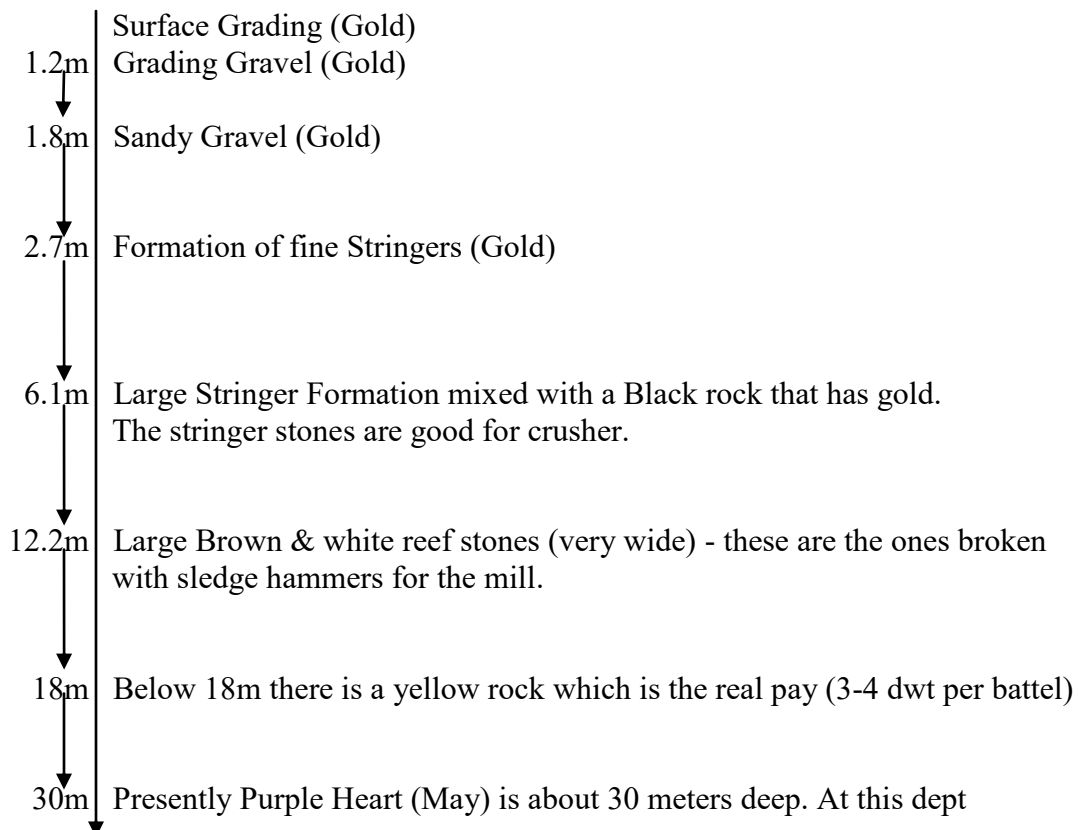 Surface Grading (Gold)
1.2m Grading Gravel (Gold)
1.8m Sandy Gravel (Gold)
2.7m Formation of fine Stringers (Gold)
6.1m Large Stringer Formation mixed with a Black rock that has gold.
The stringer stones are good for crusher.
12.2m Large Brown & white reef stones (very wide) - these are the ones broken
with sledge hammers for the mill.
18m Below 18m there is a yellow rock which is the real pay (3-4 dwt per battel)
30m Presently Purple Heart (May) is about 30 meters deep. At this dept